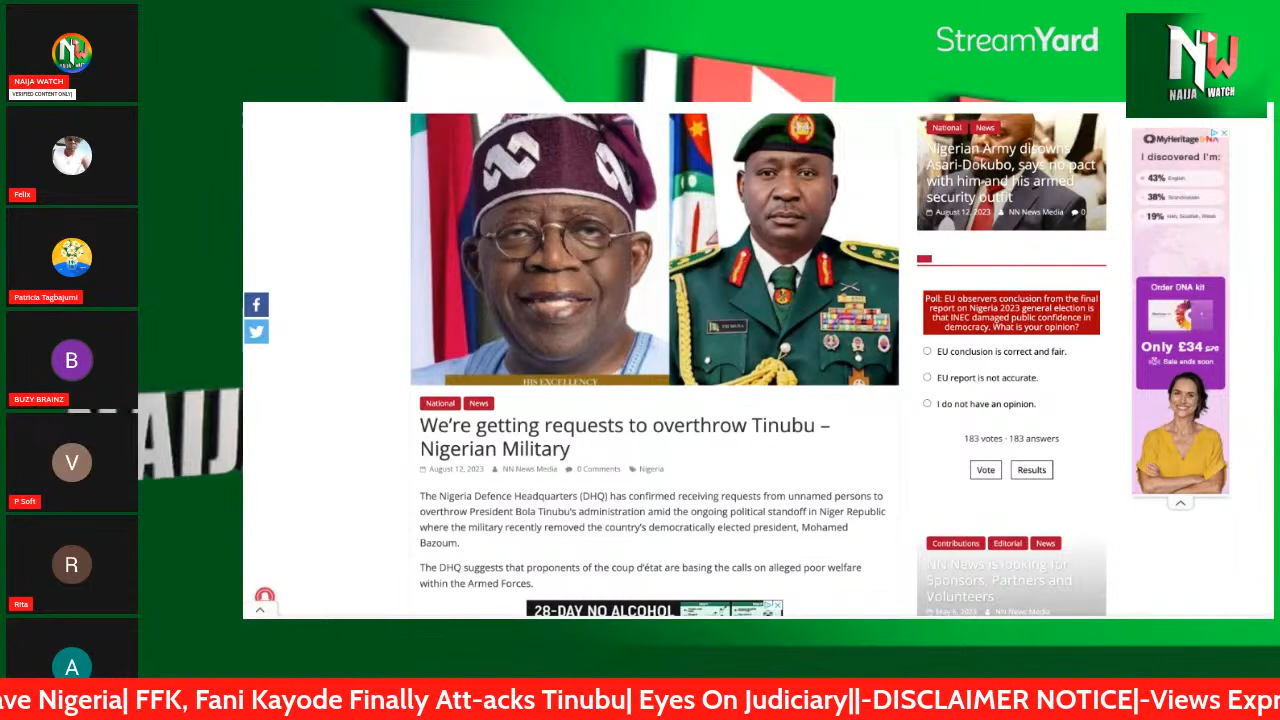 NAIJA WATCH
VERIFIED CONTENT ONLY|
Felix
Patricia Tagbajumi
B
BUZY BRAINZ
V
P Soft
R
Rita
A
StreamYard
NW
NAIJA WATCH
HIS EXCELLENCY
National News
We're getting requests to overthrow Tinubu –
Nigerian Military
August 12, 2023 NN News Media 0 Comments Nigeria
The Nigeria Defence Headquarters (DHQ) has confirmed receiving requests from unnamed persons to
overthrow President Bola Tinubu's administration amid the ongoing political standoff in Niger Republic
where the military recently removed the country's democratically elected president, Mohamed
Bazoum.
The DHQ suggests that proponents of the coup d'état are basing the calls on alleged poor welfare
within the Armed Forces.
28-DAY NO ALCOHOL
National News
Nigerian Army disowns
Asari-Dokubo, says no pact
with him and his armed
security outfit
August 12, 2023 NN News Media 0
Poll: EU observers conclusion from the final
report on Nigeria 2023 general election is
that INEC damaged public confidence in
democracy. What is your opinion?
EU conclusion is correct and fair.
EU report is not accurate.
I do not have an opinion.
183 votes · 183 answers
Vote Results
Contributions Editorial News
NN News is looking for
Sponsors, Partners and
Volunteers
May 6, 2023 NN News Media
MyHeritage DNA
I discovered I'm:
43% English
38% Scandinavian
19%
Order DNA kit
Only £34 £75
Sale ends soon
NAIJ
ave Nigeria| FFK, Fani Kayode Finally Att-acks Tinubu| Eyes On Judiciary||-DISCLAIMER NOTICE|-Views Expr